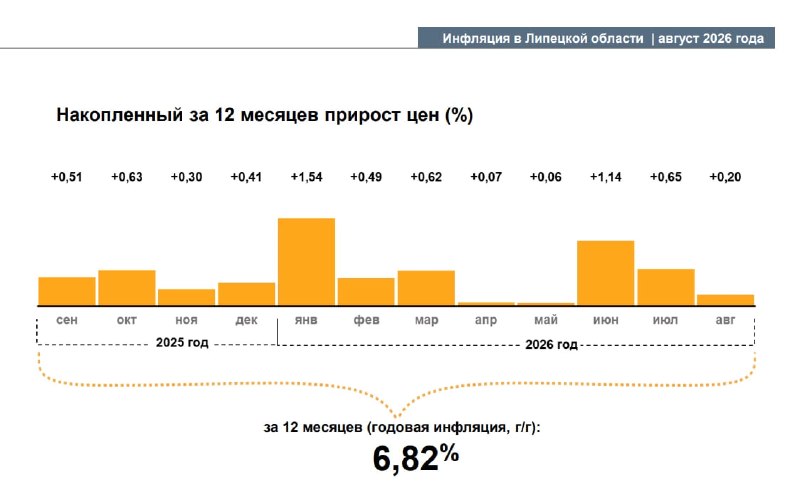 Инфляция в Липецкой области | август 2026 года
Накопленный за 12 месяцев прирост цен (%)
+0,51 +0,63 +0,30 +0,41 +1,54 +0,49 +0,62 +0,07 +0,06 +1,14 +0,65 +0,20
сен окт ноя дек янв фев мар апр май июн июл авг
2025 год 2026 год
за 12 месяцев (годовая инфляция, г/г):
6,82%